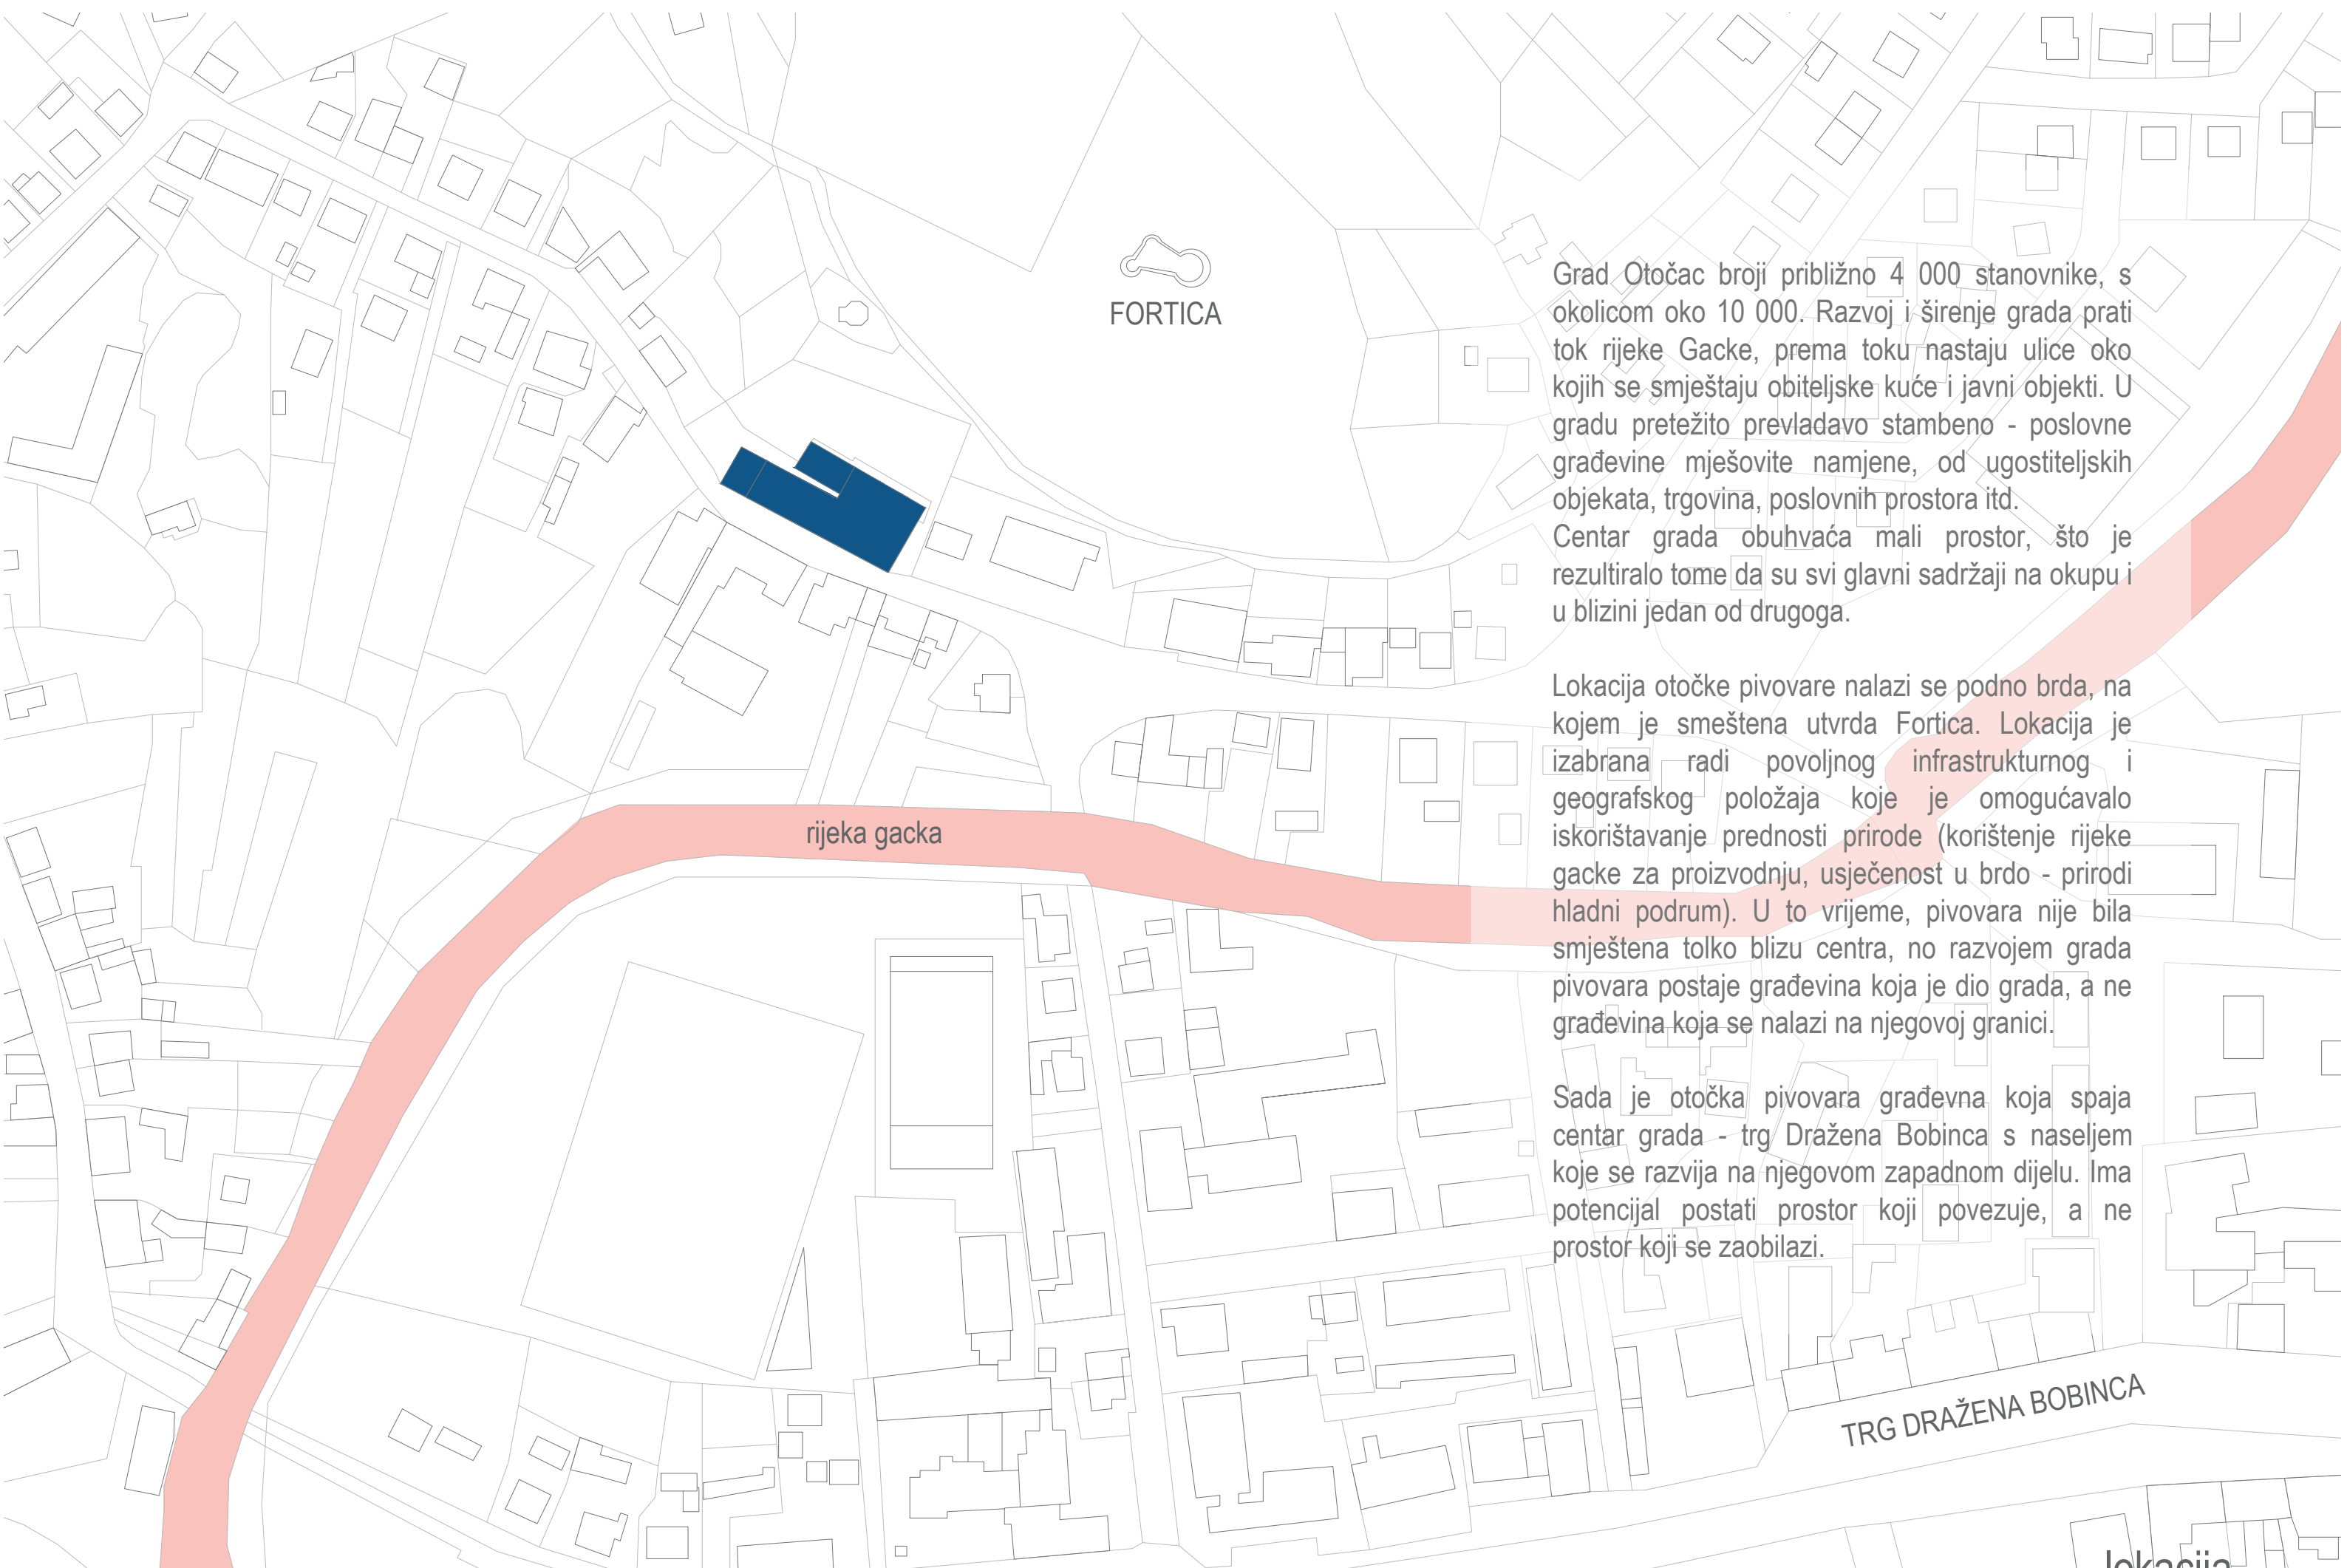 FORTICA
Grad Otočac broji približno 4 000 stanovnike, s
okolicom oko 10 000. Razvoj i širenje grada prati
tok rijeke Gacke, prema toku nastaju ulice oko
kojih se smještaju obiteljske kuće i javni objekti. U
gradu pretežito prevladavo stambeno - poslovne
građevine mješovite namjene, od ugostiteljskih
objekata, trgovina, poslovnih prostora itd.
Centar grada obuhvaća mali prostor, što je
rezultiralo tome da su svi glavni sadržaji na okupu i
u blizini jedan od drugoga.
Lokacija otočke pivovare nalazi se podno brda, na
kojem je smeštena utvrda Fortica. Lokacija je
izabrana radi povoljnog infrastrukturnog i
geografskog položaja koje je omogućavalo
iskorištavanje prednosti prirode (korištenje rijeke
gacke za proizvodnju, usječenost u brdo - prirodi
hladni podrum). U to vrijeme, pivovara nije bila
smještena tolko blizu centra, no razvojem grada
pivovara postaje građevina koja je dio grada, a ne
građevina koja se nalazi na njegovoj granici.
Sada je otočka pivovara građevna koja spaja
centar grada - trg Dražena Bobinca s naseljem
koje se razvija na njegovom zapadnom dijelu. Ima
potencijal postati prostor koji povezuje, a ne
prostor koji se zaobilazi.
rijeka gacka
TRG DRAŽENA BOBINCA
lokacija